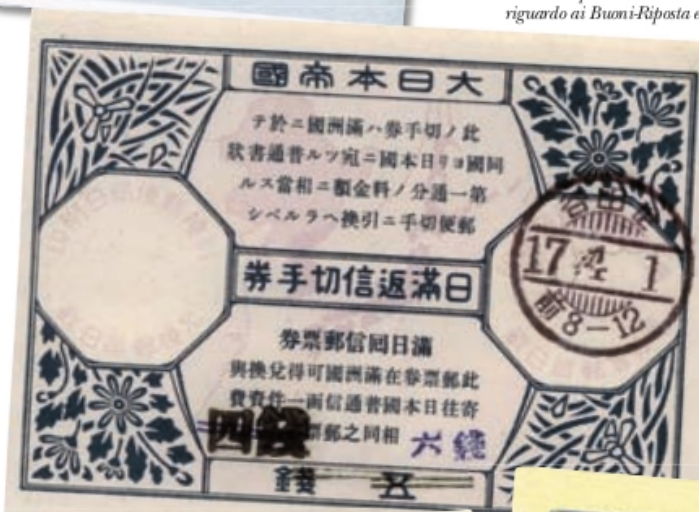 riguardo ai Buoni-Riposta e
大日本帝國
此ノ切手券ハ滿洲國ニ於テ
同國ヨリ日本國ニ宛ツル普通書狀
第一通分ノ料金額ニ相當スル
郵便切手ニ引換ヘラルベシ
17 1
前8-12
日滿返信切手券
滿日回信郵票券
此郵票券在滿洲國可得兌換與
寄往日本國普通信函一件資費
相同之郵票
六錢
四錢
五錢